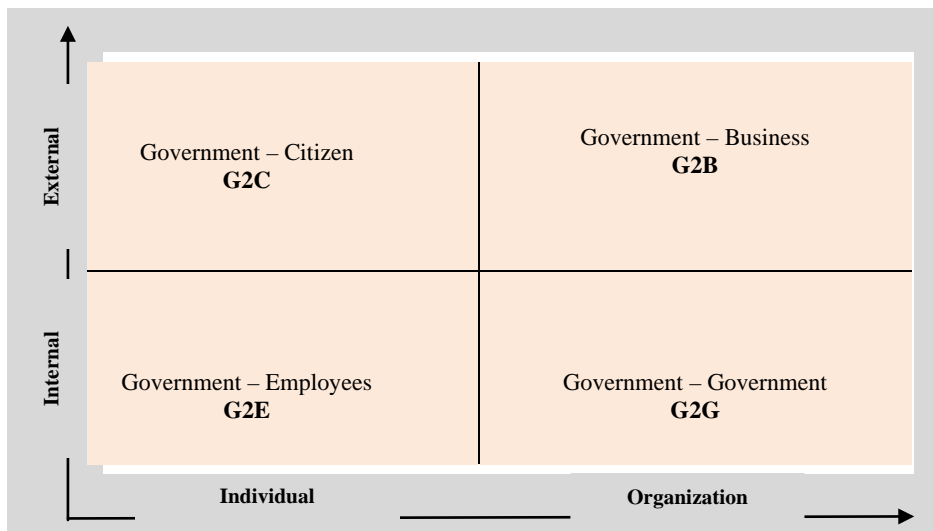 External
Government – Citizen
G2C
Government – Business
G2B
Internal
Government – Employees
G2E
Government – Government
G2G
Individual
Organization